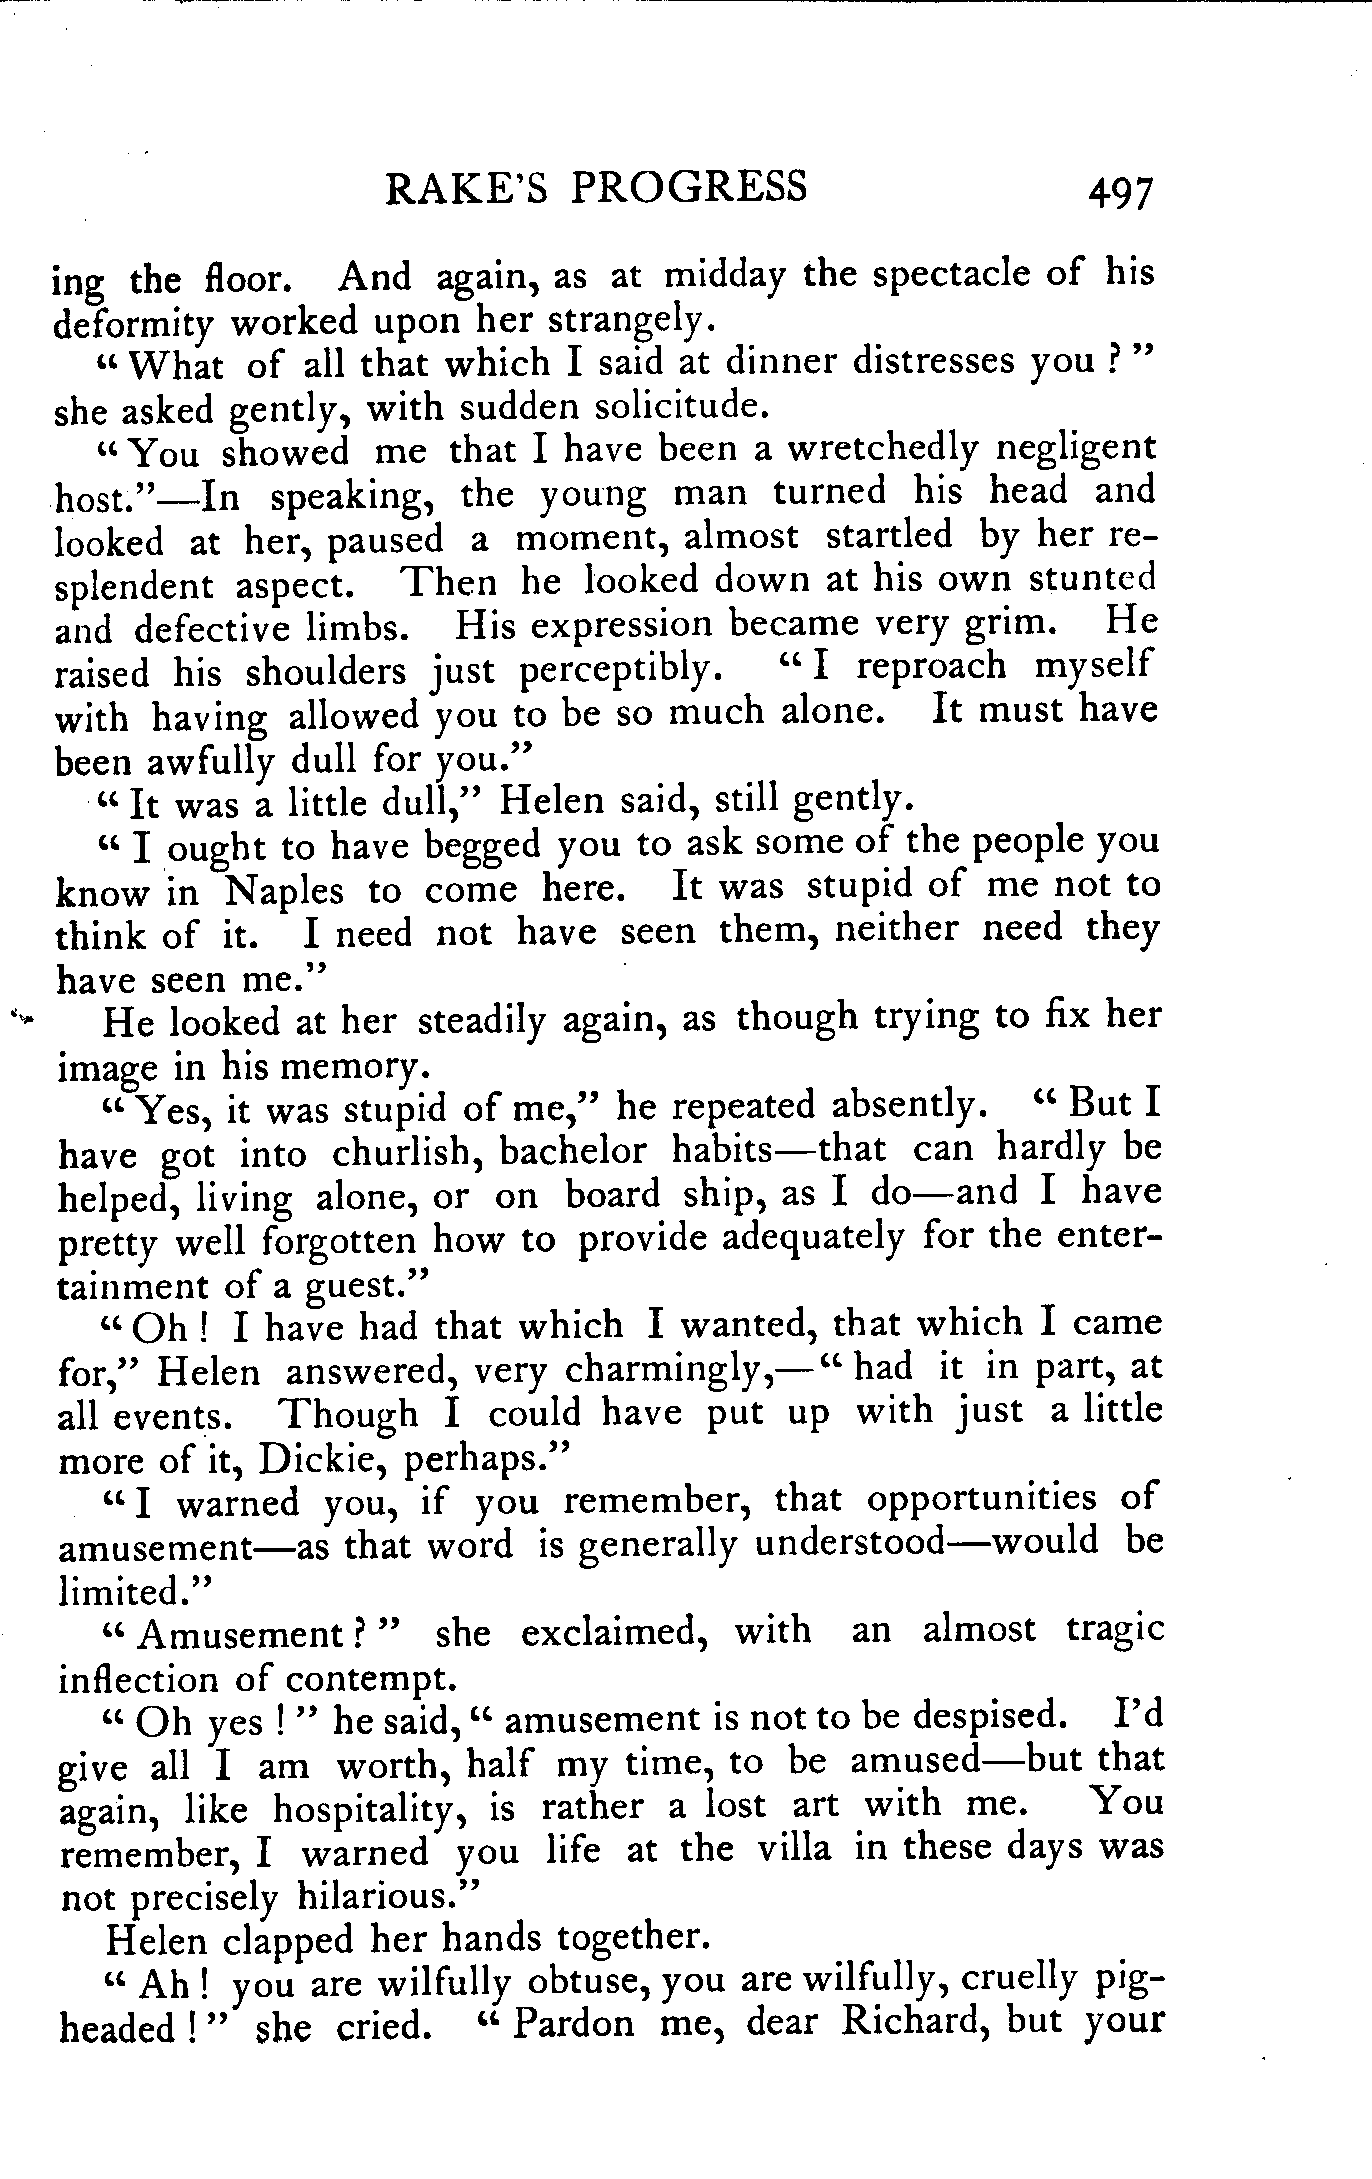 RAKE'S PROGRESS 497
ing the floor. And again, as at midday the spectacle of his
deformity worked upon her strangely.
“ What of all that which I said at dinner distresses you ? ”
she asked gently, with sudden solicitude.
“ You showed me that I have been a wretchedly negligent
host.”—In speaking, the young man turned his head and
looked at her, paused a moment, almost startled by her re-
splendent aspect. Then he looked down at his own stunted
and defective limbs. His expression became very grim. He
raised his shoulders just perceptibly. “ I reproach myself
with having allowed you to be so much alone. It must have
been awfully dull for you.”
“ It was a little dull,” Helen said, still gently.
“ I ought to have begged you to ask some of the people you
know in Naples to come here. It was stupid of me not to
think of it. I need not have seen them, neither need they
have seen me.”
He looked at her steadily again, as though trying to fix her
image in his memory.
“ Yes, it was stupid of me,” he repeated absently. “ But I
have got into churlish, bachelor habits—that can hardly be
helped, living alone, or on board ship, as I do—and I have
pretty well forgotten how to provide adequately for the enter-
tainment of a guest.”
“ Oh ! I have had that which I wanted, that which I came
for,” Helen answered, very charmingly,—“ had it in part, at
all events. Though I could have put up with just a little
more of it, Dickie, perhaps.”
“ I warned you, if you remember, that opportunities of
amusement—as that word is generally understood—would be
limited.”
“ Amusement ? ” she exclaimed, with an almost tragic
inflection of contempt.
“ Oh yes ! ” he said, “ amusement is not to be despised. I'd
give all I am worth, half my time, to be amused—but that
again, like hospitality, is rather a lost art with me. You
remember, I warned you life at the villa in these days was
not precisely hilarious.”
Helen clapped her hands together.
“ Ah ! you are wilfully obtuse, you are wilfully, cruelly pig-
headed ! ” she cried. “ Pardon me, dear Richard, but your